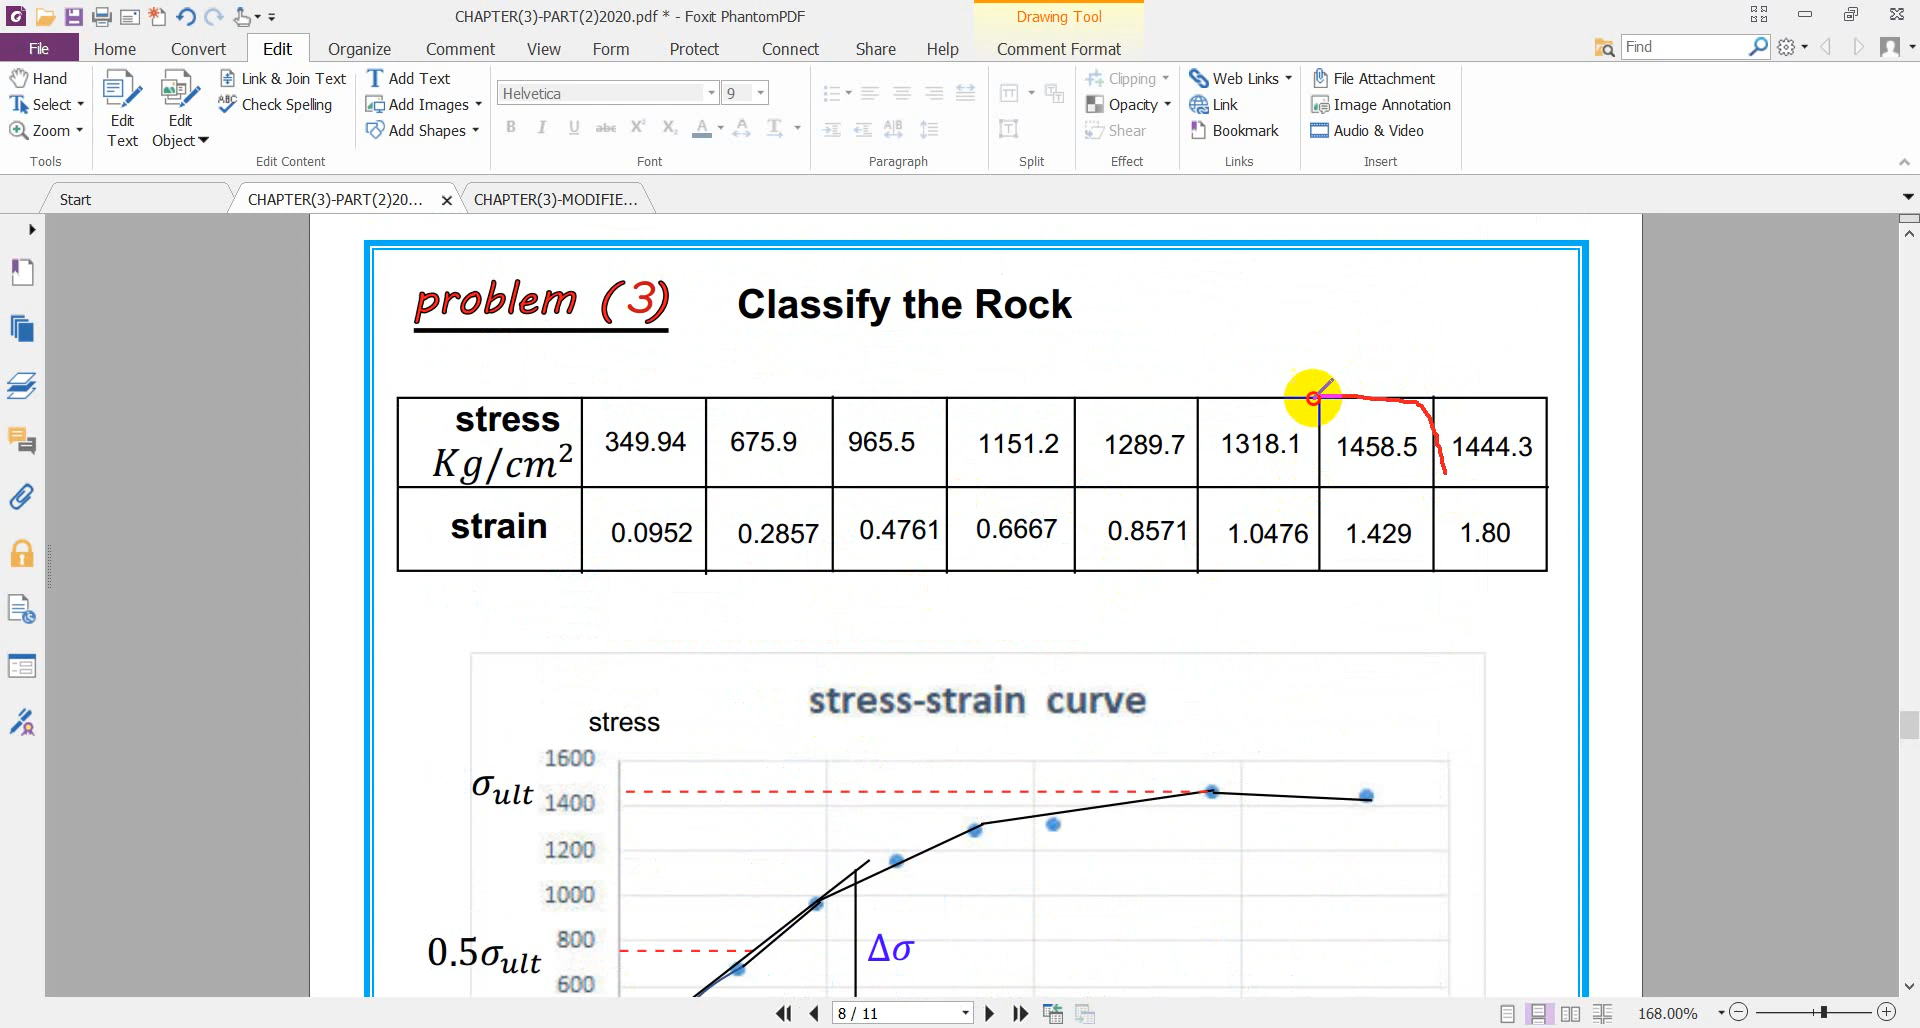 CHAPTER(3)-PART(2)2020.pdf * - Foxit PhantomPDF
Drawing Tool
File Home Convert Edit Organize Comment View Form Protect Connect Share Help Comment Format Find
Hand
Select
Zoom
Tools
Edit Text
Edit Object
Link & Join Text
Check Spelling
Edit Content
Add Text
Add Images
Add Shapes
Helvetica 9
B I U abc X² X₂ A
Font
Paragraph
Split
Clipping
Opacity
Shear
Effect
Web Links
Link
Bookmark
Links
File Attachment
Image Annotation
Audio & Video
Insert
Start CHAPTER(3)-PART(2)20... CHAPTER(3)-MODIFIE...
problem (3) Classify the Rock
stress Kg/cm² 349.94 675.9 965.5 1151.2 1289.7 1318.1 1458.5 1444.3
strain 0.0952 0.2857 0.4761 0.6667 0.8571 1.0476 1.429 1.80
stress-strain curve
stress
1600
σult 1400
1200
1000
800
0.5σult
600
Δσ
8 / 11
168.00%